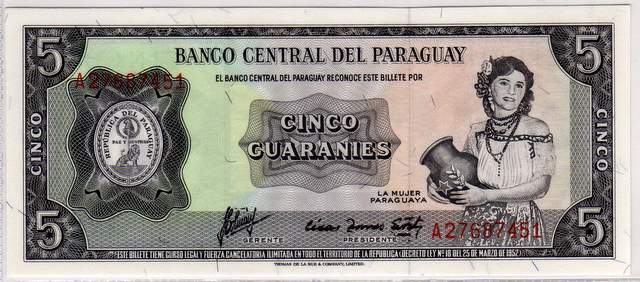 5
5
BANCO CENTRAL DEL PARAGUAY
A27687451
EL BANCO CENTRAL DEL PARAGUAY RECONOCE ESTE BILLETE POR
REPUBLICA DEL PARAGUAY
PAZ Y JUSTICIA
CINCO
CINCO GUARANIES
CINCO
LA MUJER
PARAGUAYA
A27687451
GERENTE
PRESIDENTE
5
5
ESTE BILLETE TIENE CURSO LEGAL Y FUERZA CANCELATORIA ILIMITADA EN TODO EL TERRITORIO DE LA REPUBLICA (DECRETO LEY Nº 18 DEL 25 DE MARZO DE 1952)
THOMAS DE LA RUE & COMPANY, LIMITED.